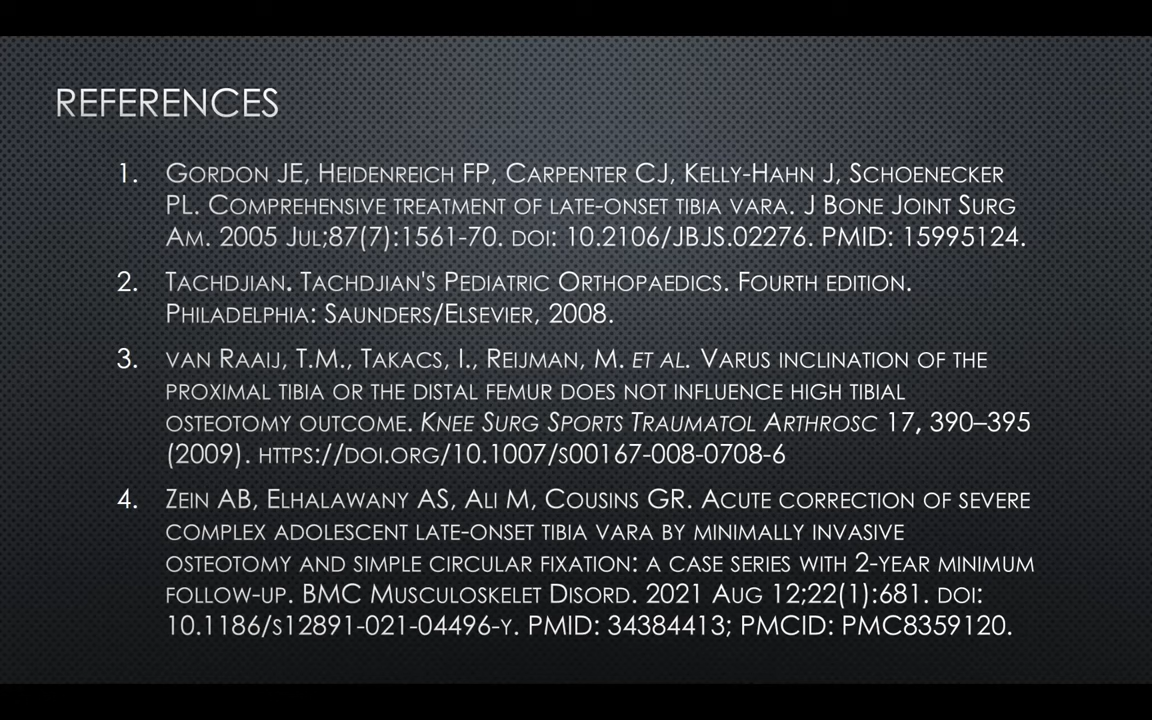 REFERENCES
1. GORDON JE, HEIDENREICH FP, CARPENTER CJ, KELLY-HAHN J, SCHOENECKER
PL. COMPREHENSIVE TREATMENT OF LATE-ONSET TIBIA VARA. J BONE JOINT SURG
AM. 2005 JUL;87(7):1561-70. DOI: 10.2106/JBJS.02276. PMID: 15995124.
2. TACHDJIAN. TACHDJIAN'S PEDIATRIC ORTHOPAEDICS. FOURTH EDITION.
PHILADELPHIA: SAUNDERS/ELSEVIER, 2008.
3. VAN RAAIJ, T.M., TAKACS, I., REIJMAN, M. ET AL. VARUS INCLINATION OF THE
PROXIMAL TIBIA OR THE DISTAL FEMUR DOES NOT INFLUENCE HIGH TIBIAL
OSTEOTOMY OUTCOME. KNEE SURG SPORTS TRAUMATOL ARTHROSC 17, 390–395
(2009). HTTPS://DOI.ORG/10.1007/S00167-008-0708-6
4. ZEIN AB, ELHALAWANY AS, ALI M, COUSINS GR. ACUTE CORRECTION OF SEVERE
COMPLEX ADOLESCENT LATE-ONSET TIBIA VARA BY MINIMALLY INVASIVE
OSTEOTOMY AND SIMPLE CIRCULAR FIXATION: A CASE SERIES WITH 2-YEAR MINIMUM
FOLLOW-UP. BMC MUSCULOSKELET DISORD. 2021 AUG 12;22(1):681. DOI:
10.1186/S12891-021-04496-Y. PMID: 34384413; PMCID: PMC8359120.